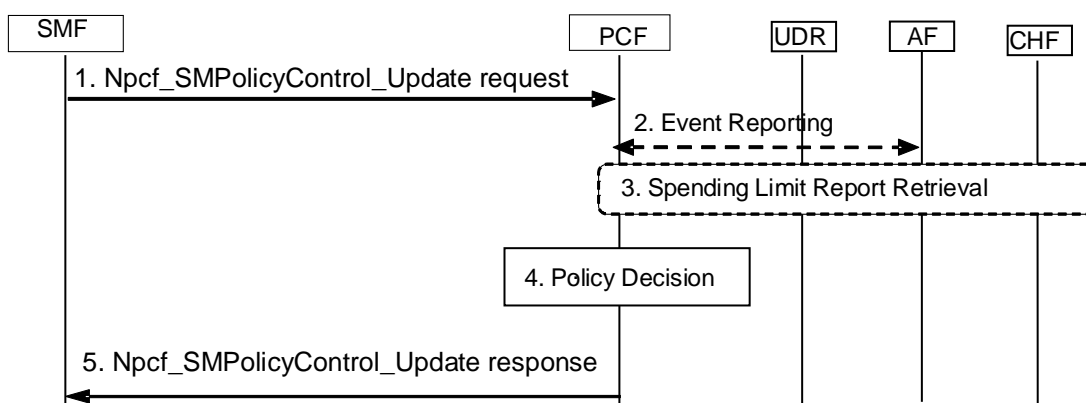 SMF
PCF
UDR
AF
CHF
1. Npcf_SMPolicyControl_Update request
2. Event Reporting
3. Spending Limit Report Retrieval
4. Policy Decision
5. Npcf_SMPolicyControl_Update response